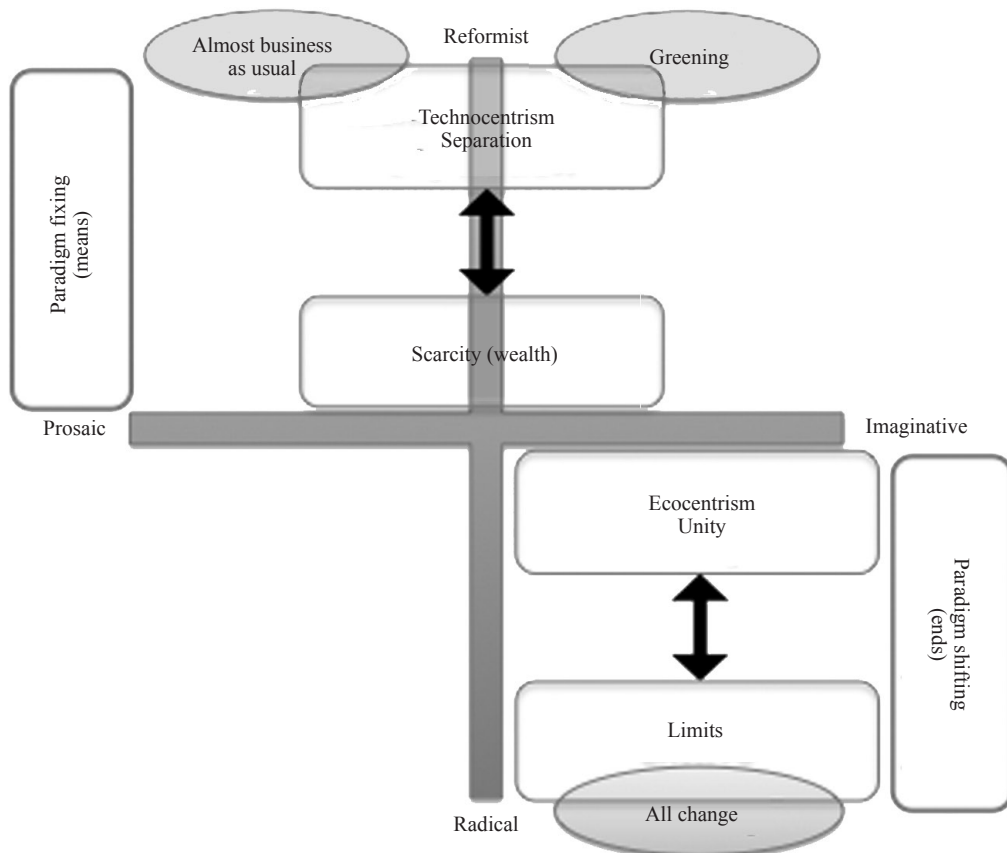 Almost business
as usual
Reformist
Greening
Technocentrism
Separation
Paradigm fixing
(means)
Scarcity (wealth)
Prosaic
Imaginative
Ecocentrism
Unity
Paradigm shifting
(ends)
Limits
All change
Radical